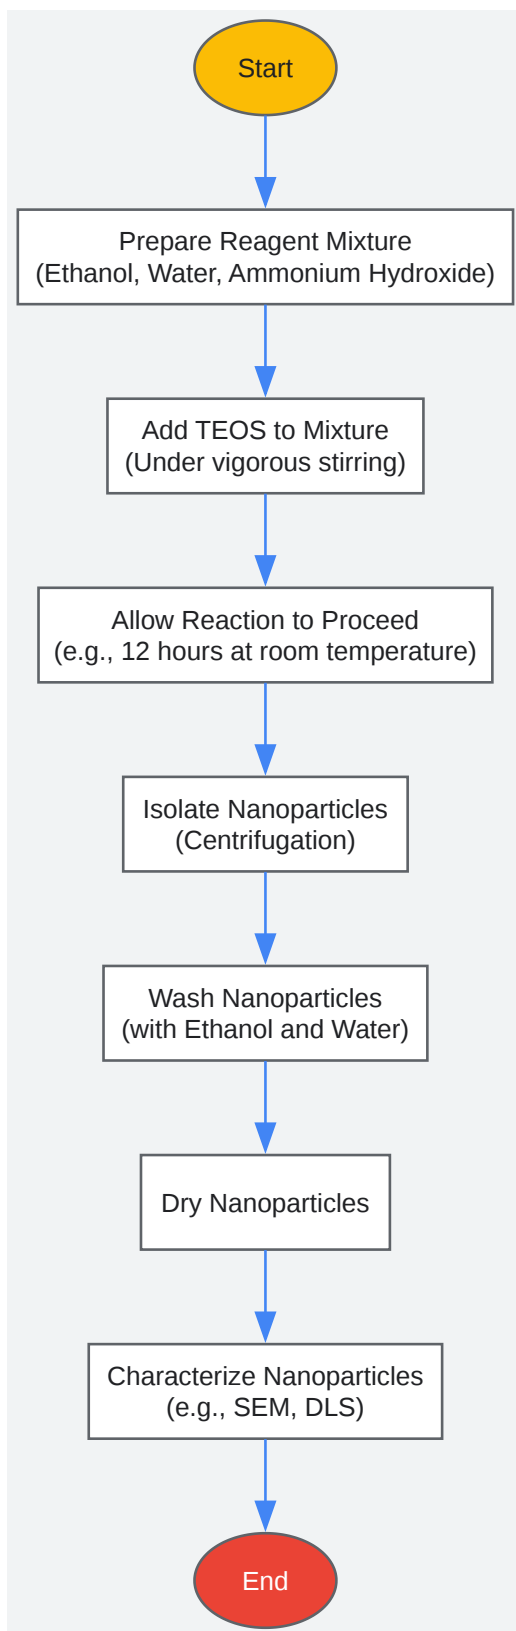 Start
Prepare Reagent Mixture
(Ethanol, Water, Ammonium Hydroxide)
Add TEOS to Mixture
(Under vigorous stirring)
Allow Reaction to Proceed
(e.g., 12 hours at room temperature)
Isolate Nanoparticles
(Centrifugation)
Wash Nanoparticles
(with Ethanol and Water)
Dry Nanoparticles
Characterize Nanoparticles
(e.g., SEM, DLS)
End